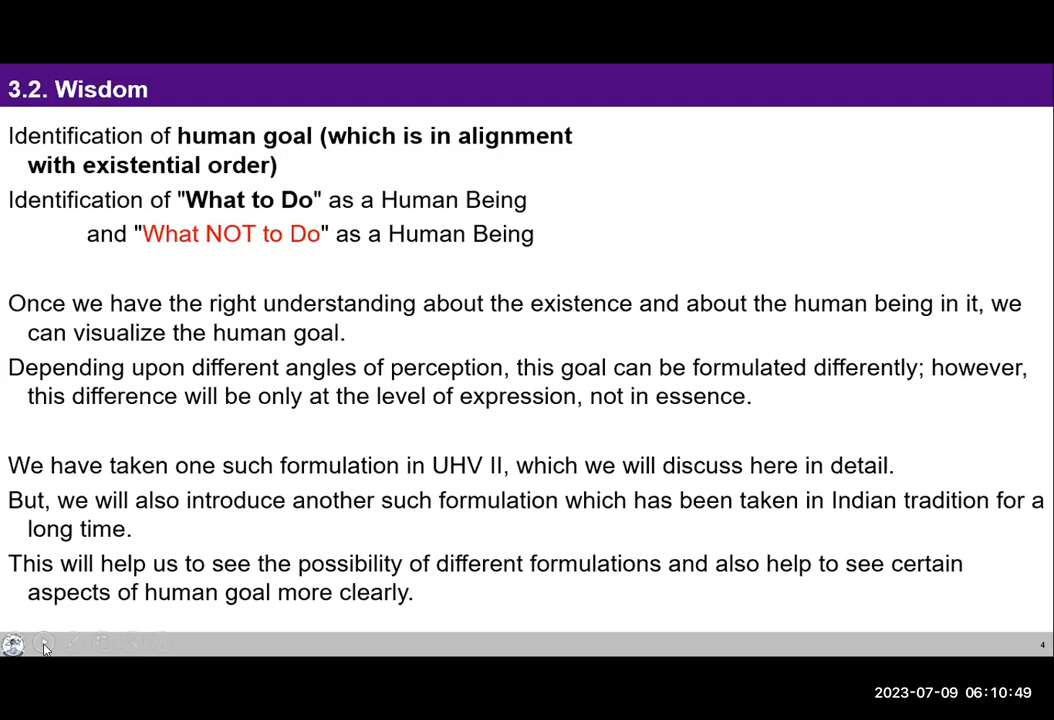 3.2. Wisdom
Identification of human goal (which is in alignment
with existential order)
Identification of "What to Do" as a Human Being
and "What NOT to Do" as a Human Being
Once we have the right understanding about the existence and about the human being in it, we
can visualize the human goal.
Depending upon different angles of perception, this goal can be formulated differently; however,
this difference will be only at the level of expression, not in essence.
We have taken one such formulation in UHV II, which we will discuss here in detail.
But, we will also introduce another such formulation which has been taken in Indian tradition for a
long time.
This will help us to see the possibility of different formulations and also help to see certain
aspects of human goal more clearly.
4
2023-07-09 06:10:49